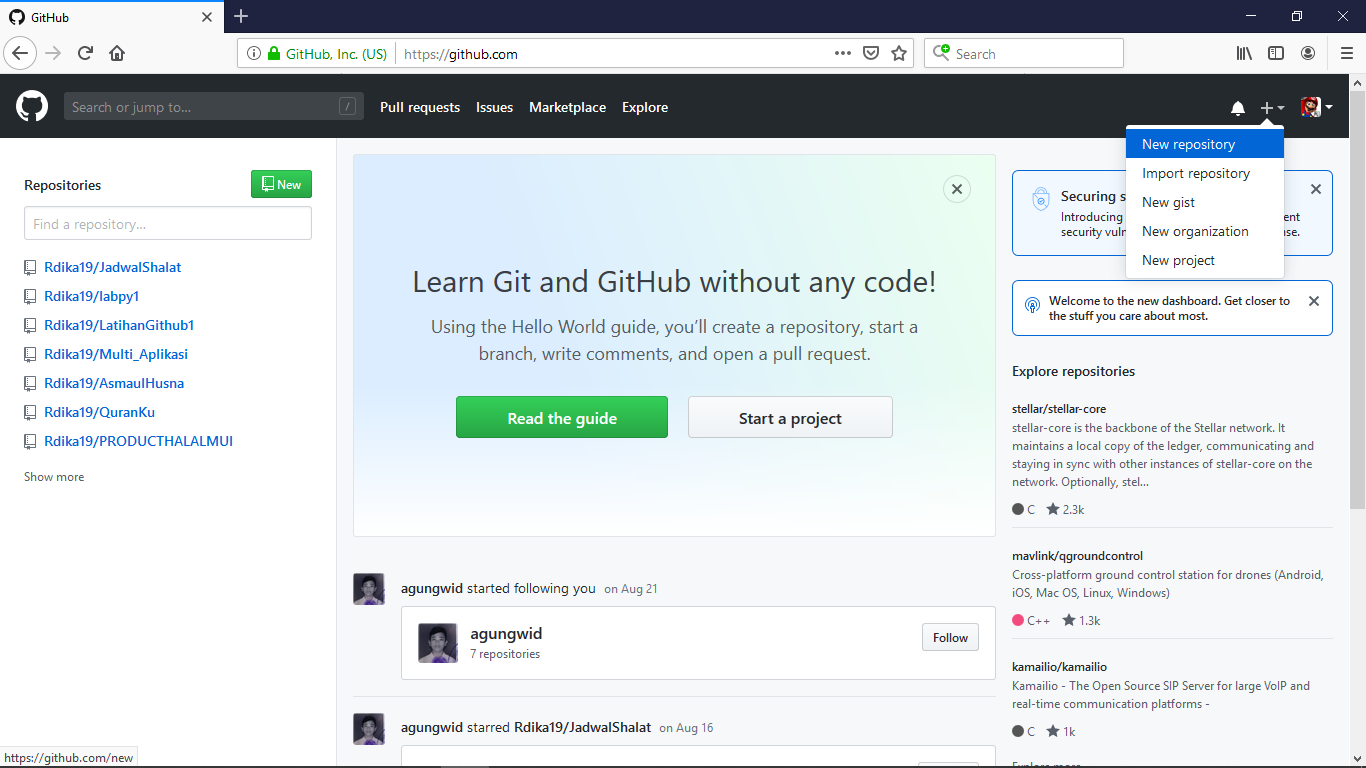 GitHub
GitHub, Inc. (US)
https://github.com
Search
Search or jump to...
/
Pull requests
Issues
Marketplace
Explore
New repository
Import repository
New gist
New organization
New project
Repositories
New
Find a repository...
Rdika19/JadwalShalat
Rdika19/labpy1
Rdika19/LatihanGithub1
Rdika19/Multi_Aplikasi
Rdika19/AsmaulHusna
Rdika19/QuranKu
Rdika19/PRODUCTHALALMUI
Show more
Learn Git and GitHub without any code!
Using the Hello World guide, you’ll create a repository, start a
branch, write comments, and open a pull request.
Read the guide
Start a project
agungwid started following you on Aug 21
agungwid
7 repositories
Follow
agungwid starred Rdika19/JadwalShalat on Aug 16
Securing
Introducing
security
use.
Welcome to the new dashboard. Get closer to
the stuff you care about most.
Explore repositories
stellar/stellar-core
stellar-core is the backbone of the Stellar network. It
maintains a local copy of the ledger, communicating and
staying in sync with other instances of stellar-core on the
network. Optionally, stel...
C 2.3k
mavlink/qgroundcontrol
Cross-platform ground control station for drones (Android,
iOS, Mac OS, Linux, Windows)
C++ 1.3k
kamailio/kamailio
Kamailio - The Open Source SIP Server for large VoIP and
real-time communication platforms -
C 1k
Explore more
https://github.com/new